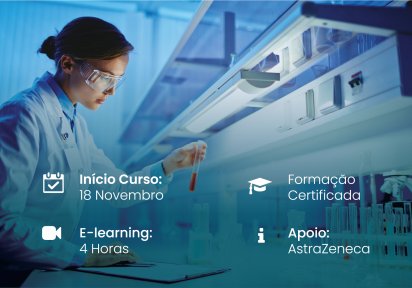 Início Curso:
18 Novembro
Formação
Certificada
E-learning:
4 Horas
Apoio:
AstraZeneca